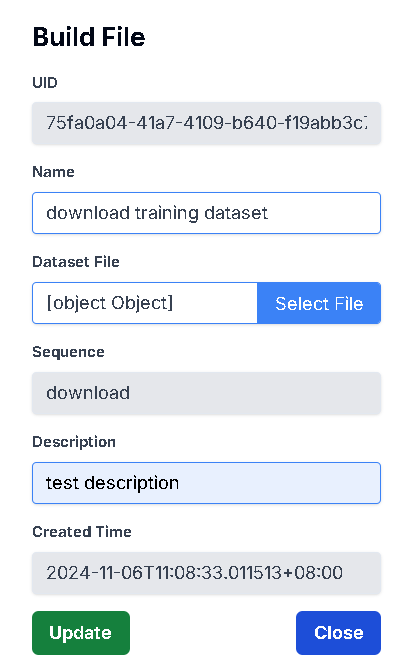 Build File
UID
75fa0a04-41a7-4109-b640-f19abb3c
Name
download training dataset
Dataset File
[object Object]
Select File
Sequence
download
Description
test description
Created Time
2024-11-06T11:08:33.011513+08:00
Update
Close